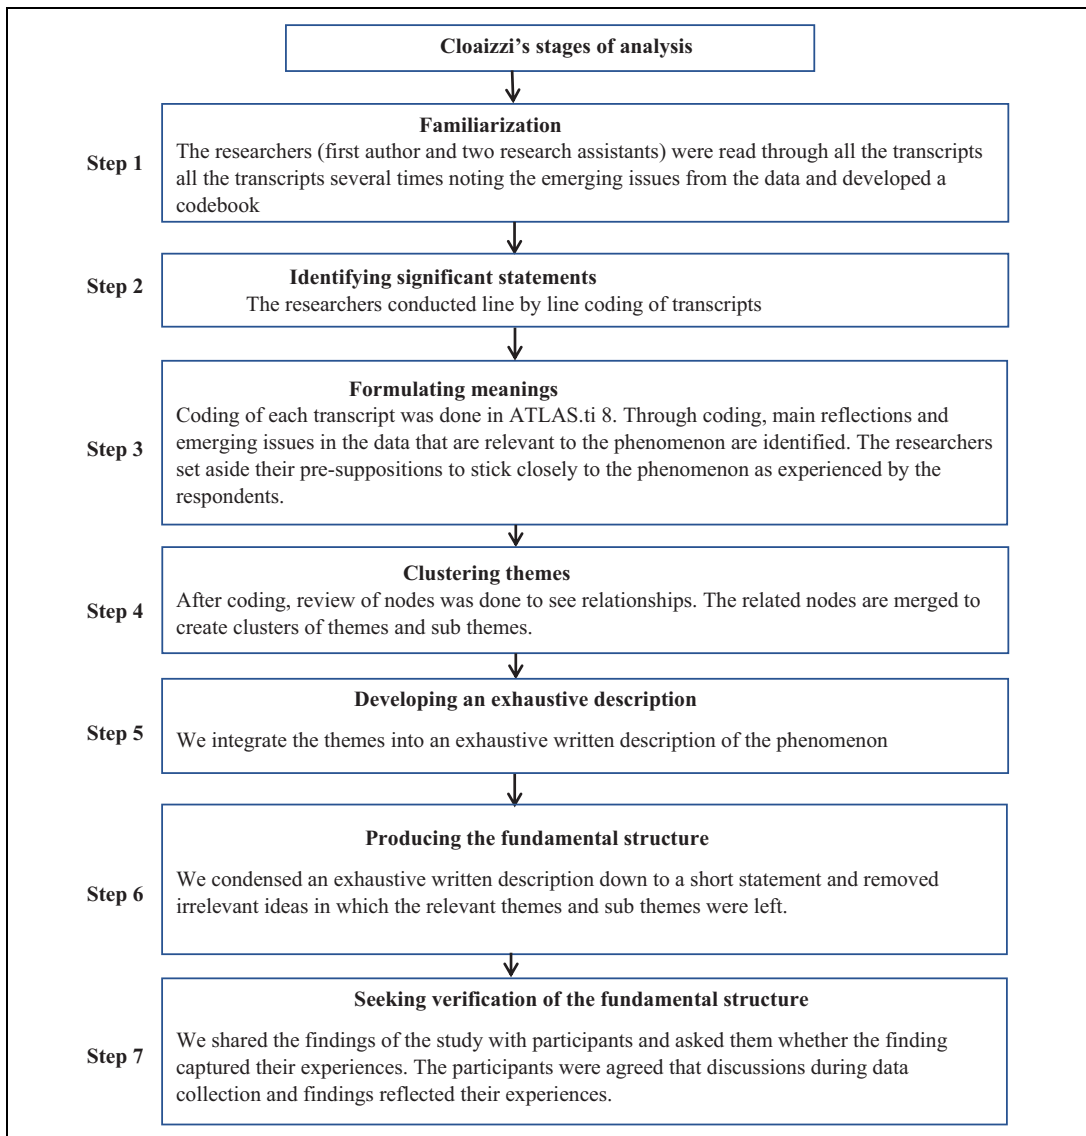 Cloaizzi's stages of analysis
Familiarization
Step 1
The researchers (first author and two research assistants) were read through all the transcripts
all the transcripts several times noting the emerging issues from the data and developed a
codebook
Identifying significant statements
Step 2
The researchers conducted line by line coding of transcripts
Formulating meanings
Coding of each transcript was done in ATLAS.ti 8. Through coding, main reflections and
emerging issues in the data that are relevant to the phenomenon are identified. The researchers
Step 3
set aside their pre-suppositions to stick closely to the phenomenon as experienced by the
respondents.
Clustering themes
After coding, review of nodes was done to see relationships. The related nodes are merged to
Step 4
create clusters of themes and sub themes.
Developing an exhaustive description
Step 5
We integrate the themes into an exhaustive written description of the phenomenon
Producing the fundamental structure
We condensed an exhaustive written description down to a short statement and removed
Step 6
irrelevant ideas in which the relevant themes and sub themes were left.
Seeking verification of the fundamental structure
We shared the findings of the study with participants and asked them whether the finding
Step 7
captured their experiences. The participants were agreed that discussions during data
collection and findings reflected their experiences.